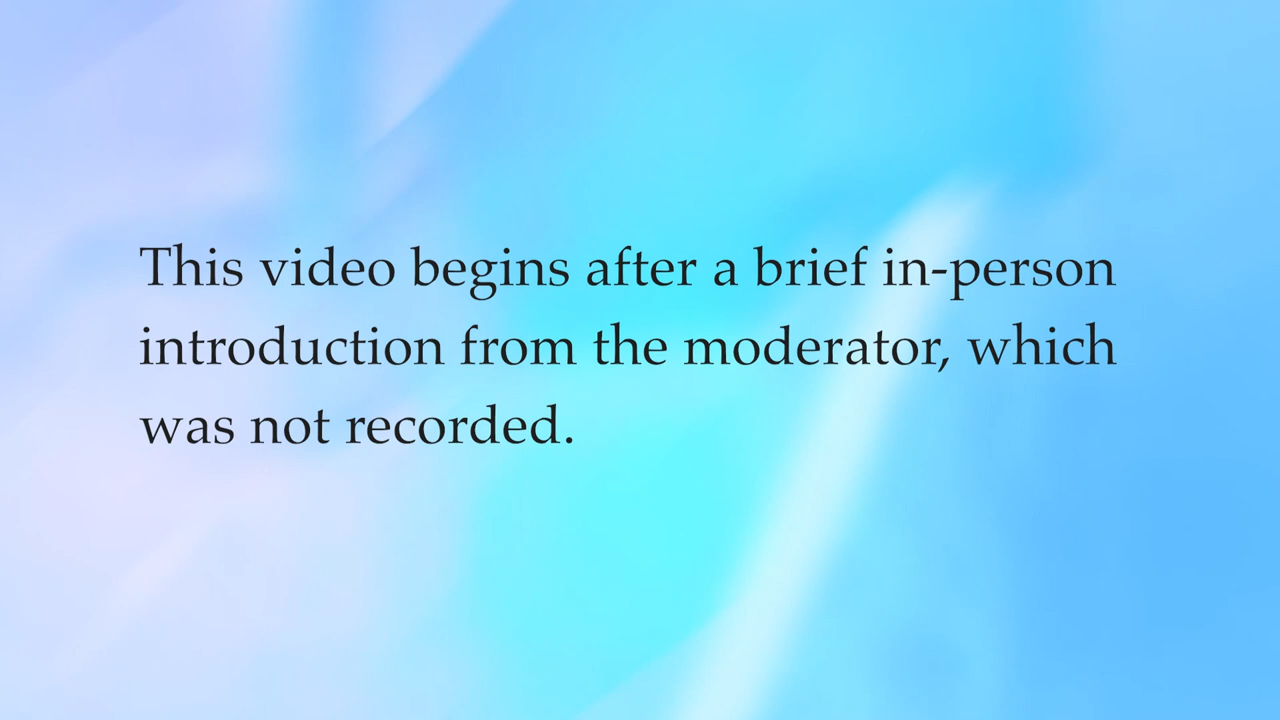 This video begins after a brief in-person
introduction from the moderator, which
was not recorded.